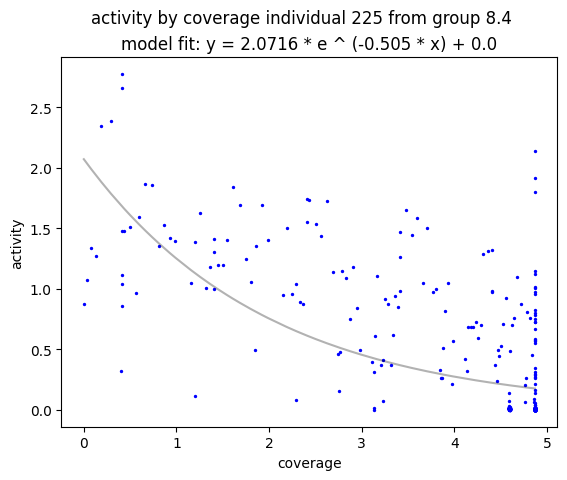 activity by coverage individual 225 from group 8.4
model fit: y = 2.0716 * e ^ (-0.505 * x) + 0.0
2.5
2.0
1.5
1.0
0.5
0.0
activity
0 1 2 3 4 5
coverage